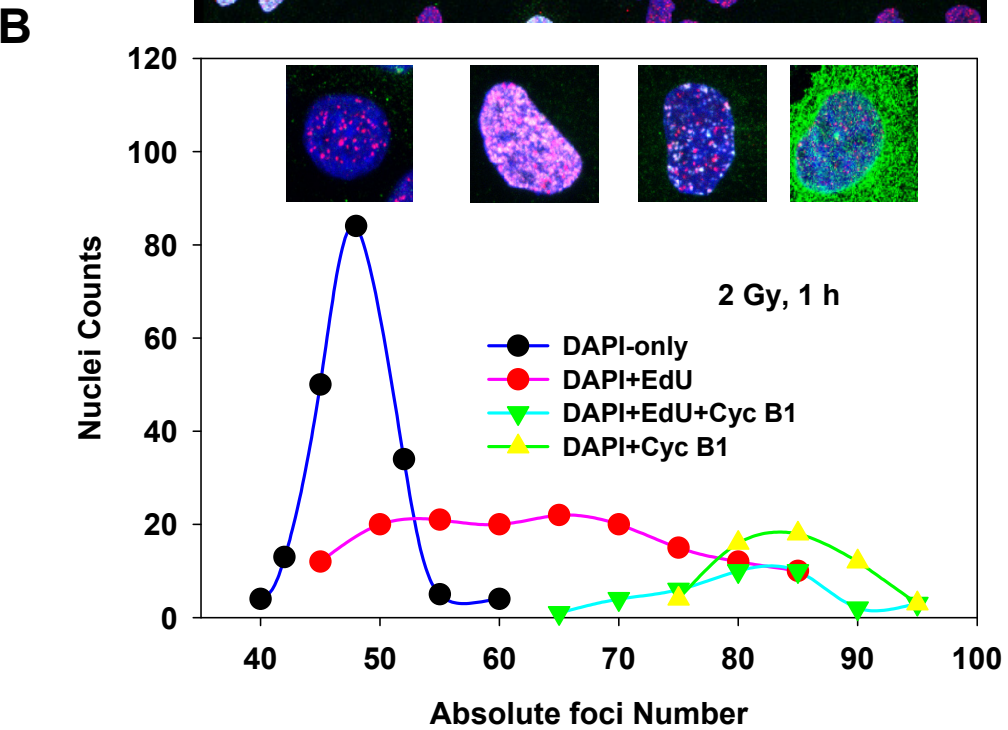 B
120
100
80
60
40
20
0
Nuclei Counts
2 Gy, 1 h
DAPI-only
DAPI+EdU
DAPI+EdU+Cyc B1
DAPI+Cyc B1
40 50 60 70 80 90 100
Absolute foci Number